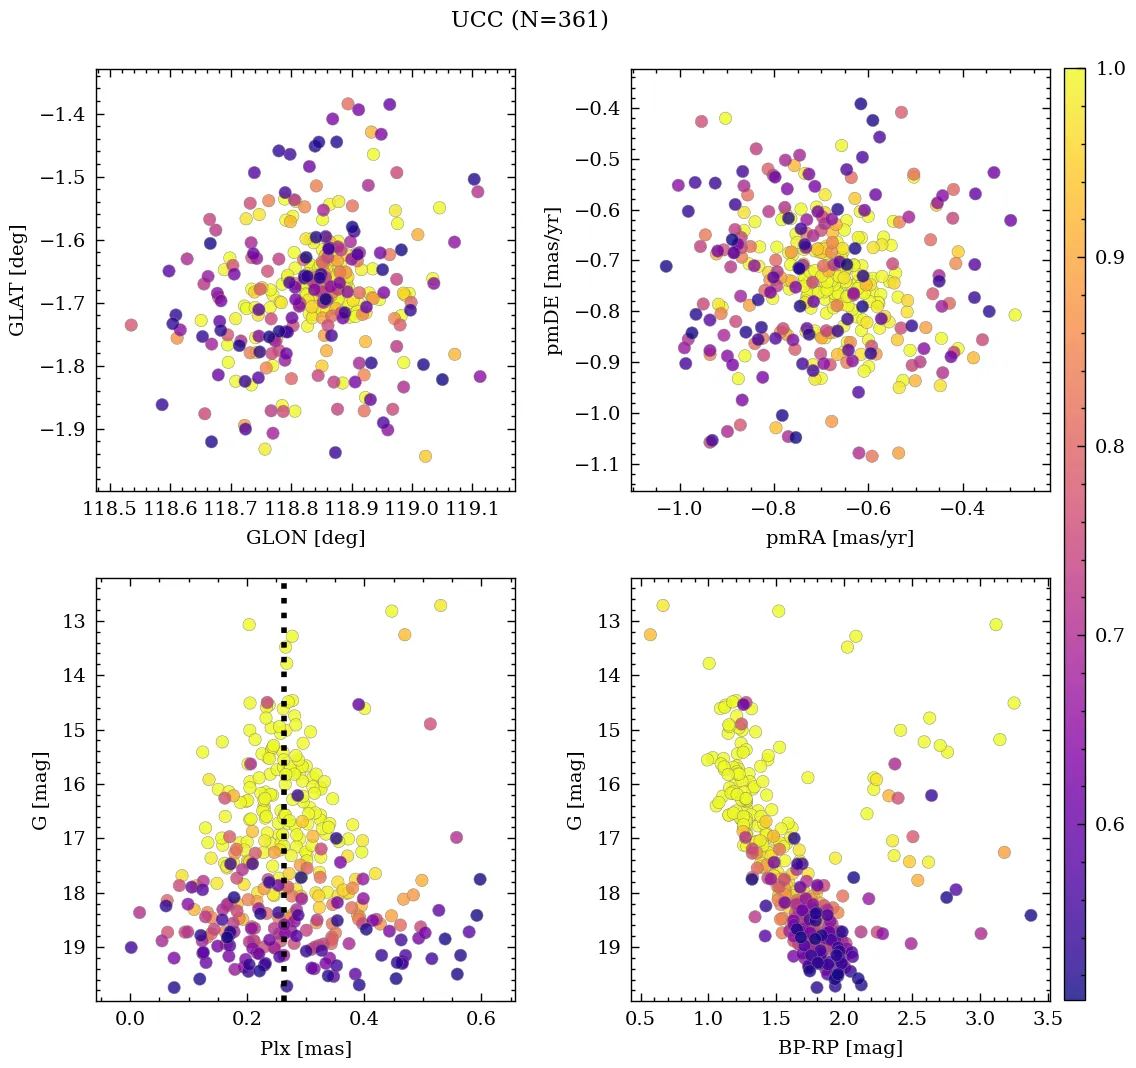 UCC (N=361)
−1.4
−1.5
−1.6
−1.7
−1.8
−1.9
GLAT [deg]
118.5 118.6 118.7 118.8 118.9 119.0 119.1
GLON [deg]
−0.4
−0.5
−0.6
−0.7
−0.8
−0.9
−1.0
−1.1
pmDE [mas/yr]
−1.0 −0.8 −0.6 −0.4
pmRA [mas/yr]
1.0
0.9
0.8
0.7
0.6
13
14
15
16
17
18
19
G [mag]
0.0 0.2 0.4 0.6
Plx [mas]
13
14
15
16
17
18
19
G [mag]
0.5 1.0 1.5 2.0 2.5 3.0 3.5
BP-RP [mag]